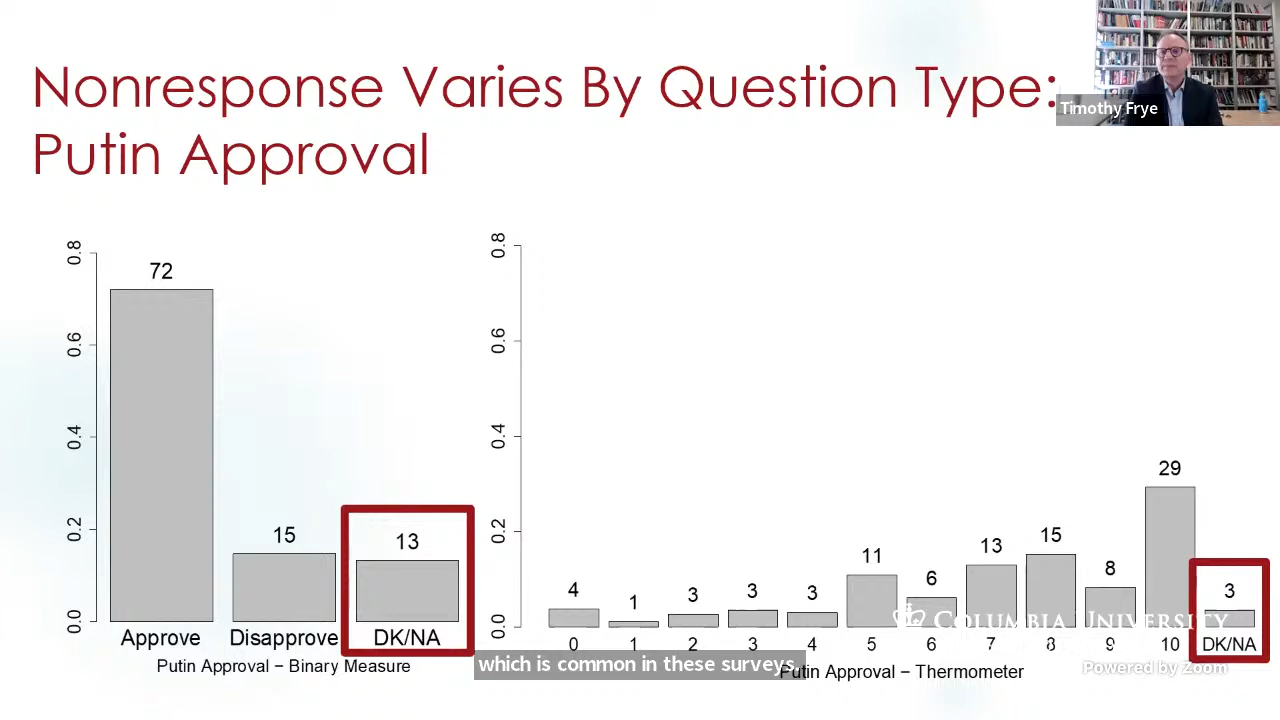 Nonresponse Varies By Question Type:
Putin Approval
Timothy Frye
0.8
0.6
0.4
0.2
0.0
72
15
13
Approve Disapprove DK/NA
Putin Approval − Binary Measure
0.8
0.6
0.4
0.2
0.0
4
1
3
3
3
11
6
13
15
8
29
3
0 1 2 3 4 5 6 7 8 9 10 DK/NA
Putin Approval − Thermometer
which is common in these surveys.
COLUMBIA UNIVERSITY
Powered by Zoom